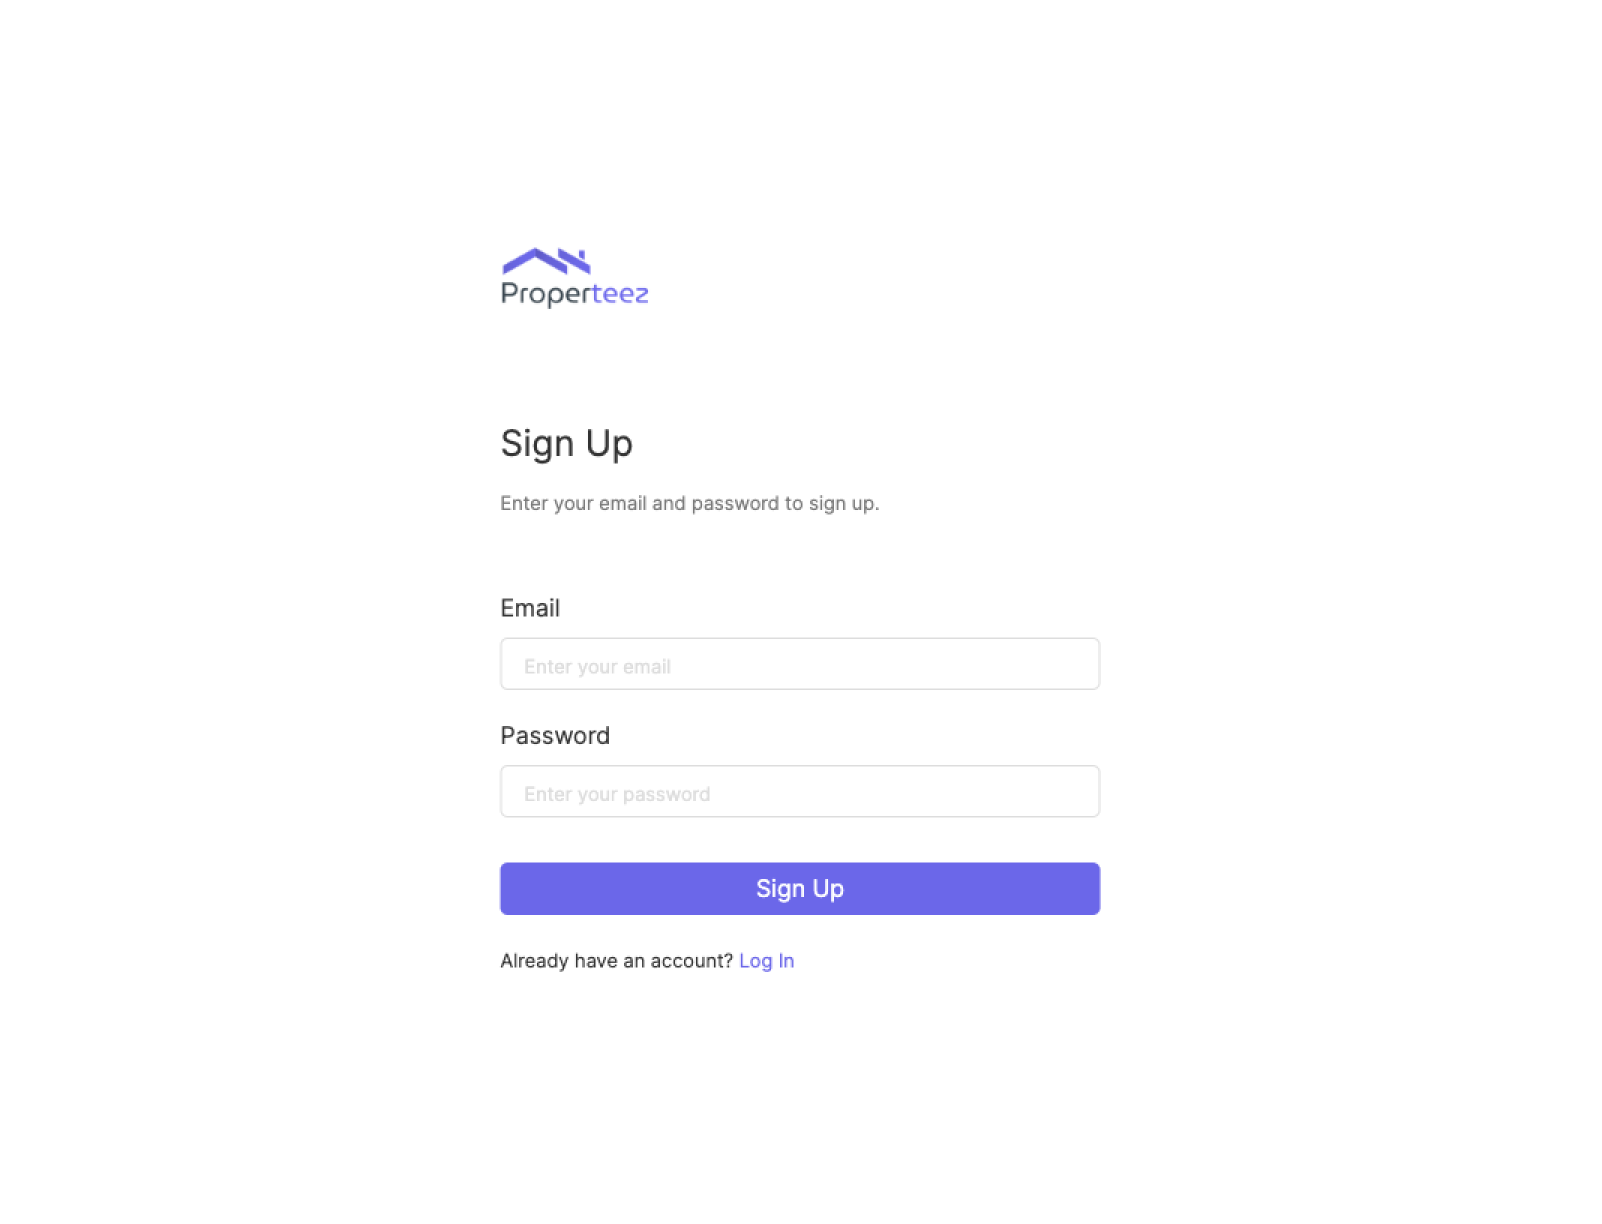 Properteez
Sign Up
Enter your email and password to sign up.
Email
Enter your email
Password
Enter your password
Sign Up
Already have an account? Log In